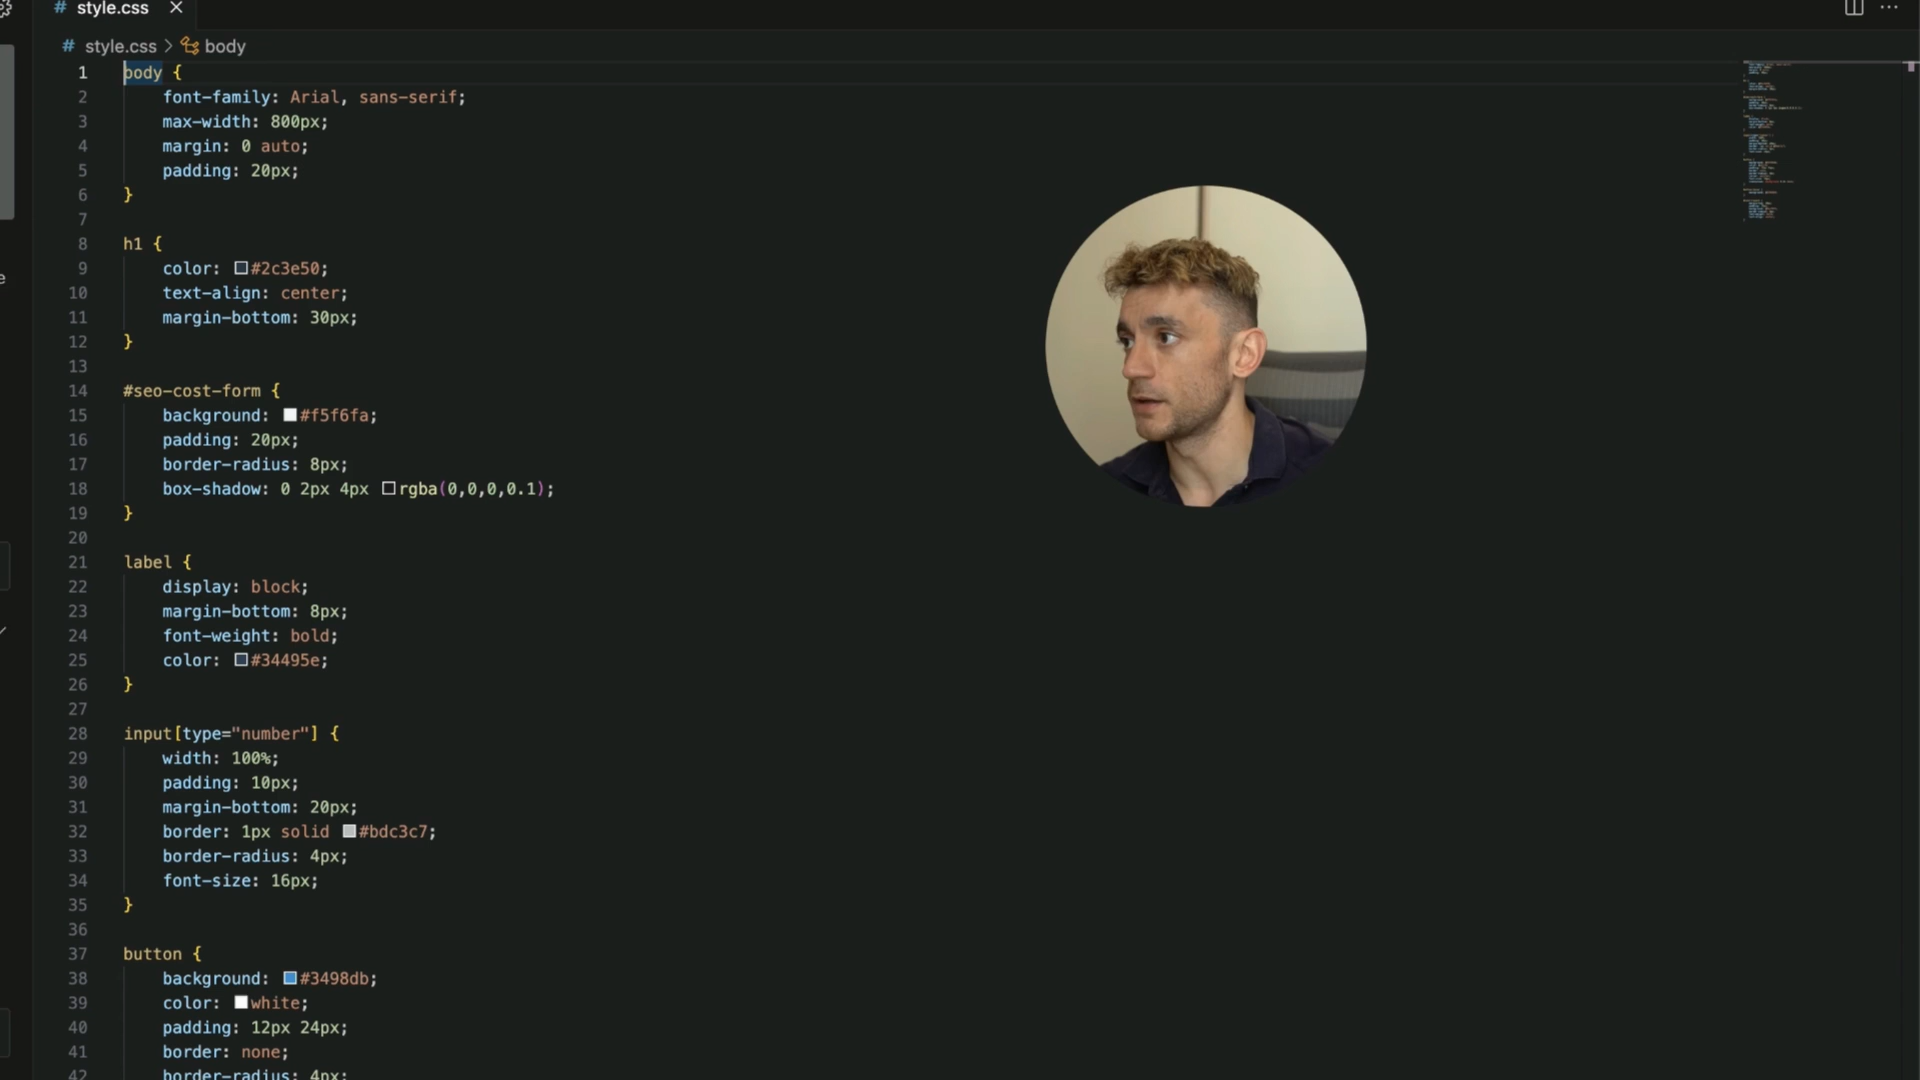 # style.css
# style.css > body
1 body {
2 font-family: Arial, sans-serif;
3 max-width: 800px;
4 margin: 0 auto;
5 padding: 20px;
6 }
7
8 h1 {
9 color: #2c3e50;
10 text-align: center;
11 margin-bottom: 30px;
12 }
13
14 #seo-cost-form {
15 background: #f5f6fa;
16 padding: 20px;
17 border-radius: 8px;
18 box-shadow: 0 2px 4px rgba(0,0,0,0.1);
19 }
20
21 label {
22 display: block;
23 margin-bottom: 8px;
24 font-weight: bold;
25 color: #34495e;
26 }
27
28 input[type="number"] {
29 width: 100%;
30 padding: 10px;
31 margin-bottom: 20px;
32 border: 1px solid #bdc3c7;
33 border-radius: 4px;
34 font-size: 16px;
35 }
36
37 button {
38 background: #3498db;
39 color: white;
40 padding: 12px 24px;
41 border: none;
42 border-radius: 4px;